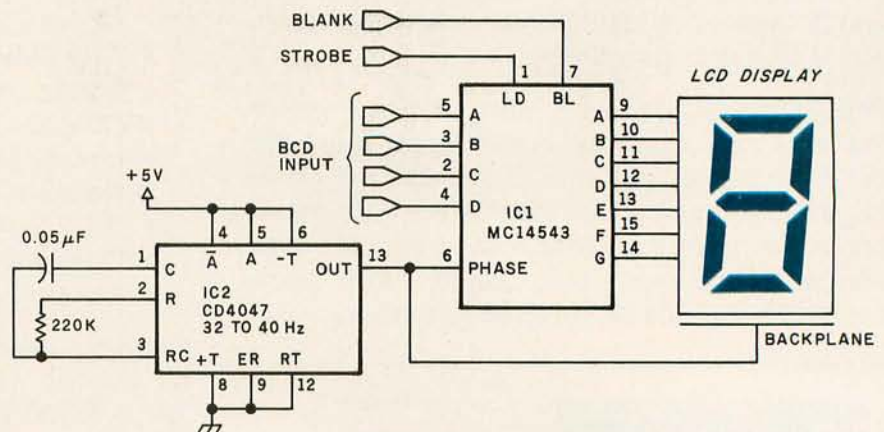 BLANK
STROBE
1 7
LD BL
LCD DISPLAY
BCD
INPUT
5 A
3 B
2 C
4 D
A 9
B 10
C 11
D 12
E 13
F 15
G 14
IC1
MC14543
6 PHASE
+5V
4 5 6
A̅ A -T
0.05μF
1 C
2 R
220K
3 RC
OUT 13
IC2
CD4047
32 TO 40 Hz
+T ER RT
8 9 12
BACKPLANE